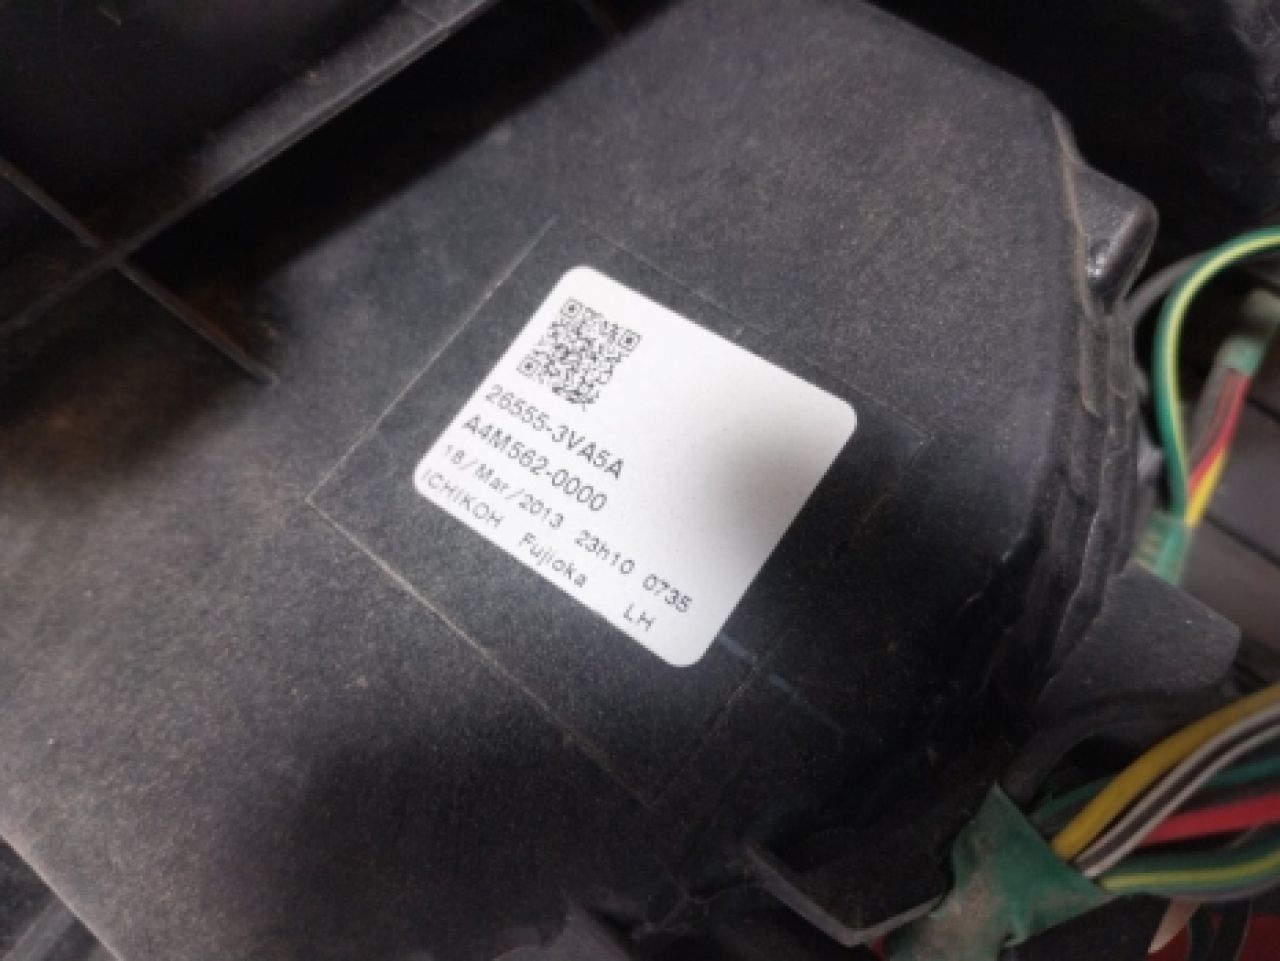 26555-3VA5A
A4M562-0000
18/Mar/2013 23h10 0735
ICHIKOH Fujioka LH